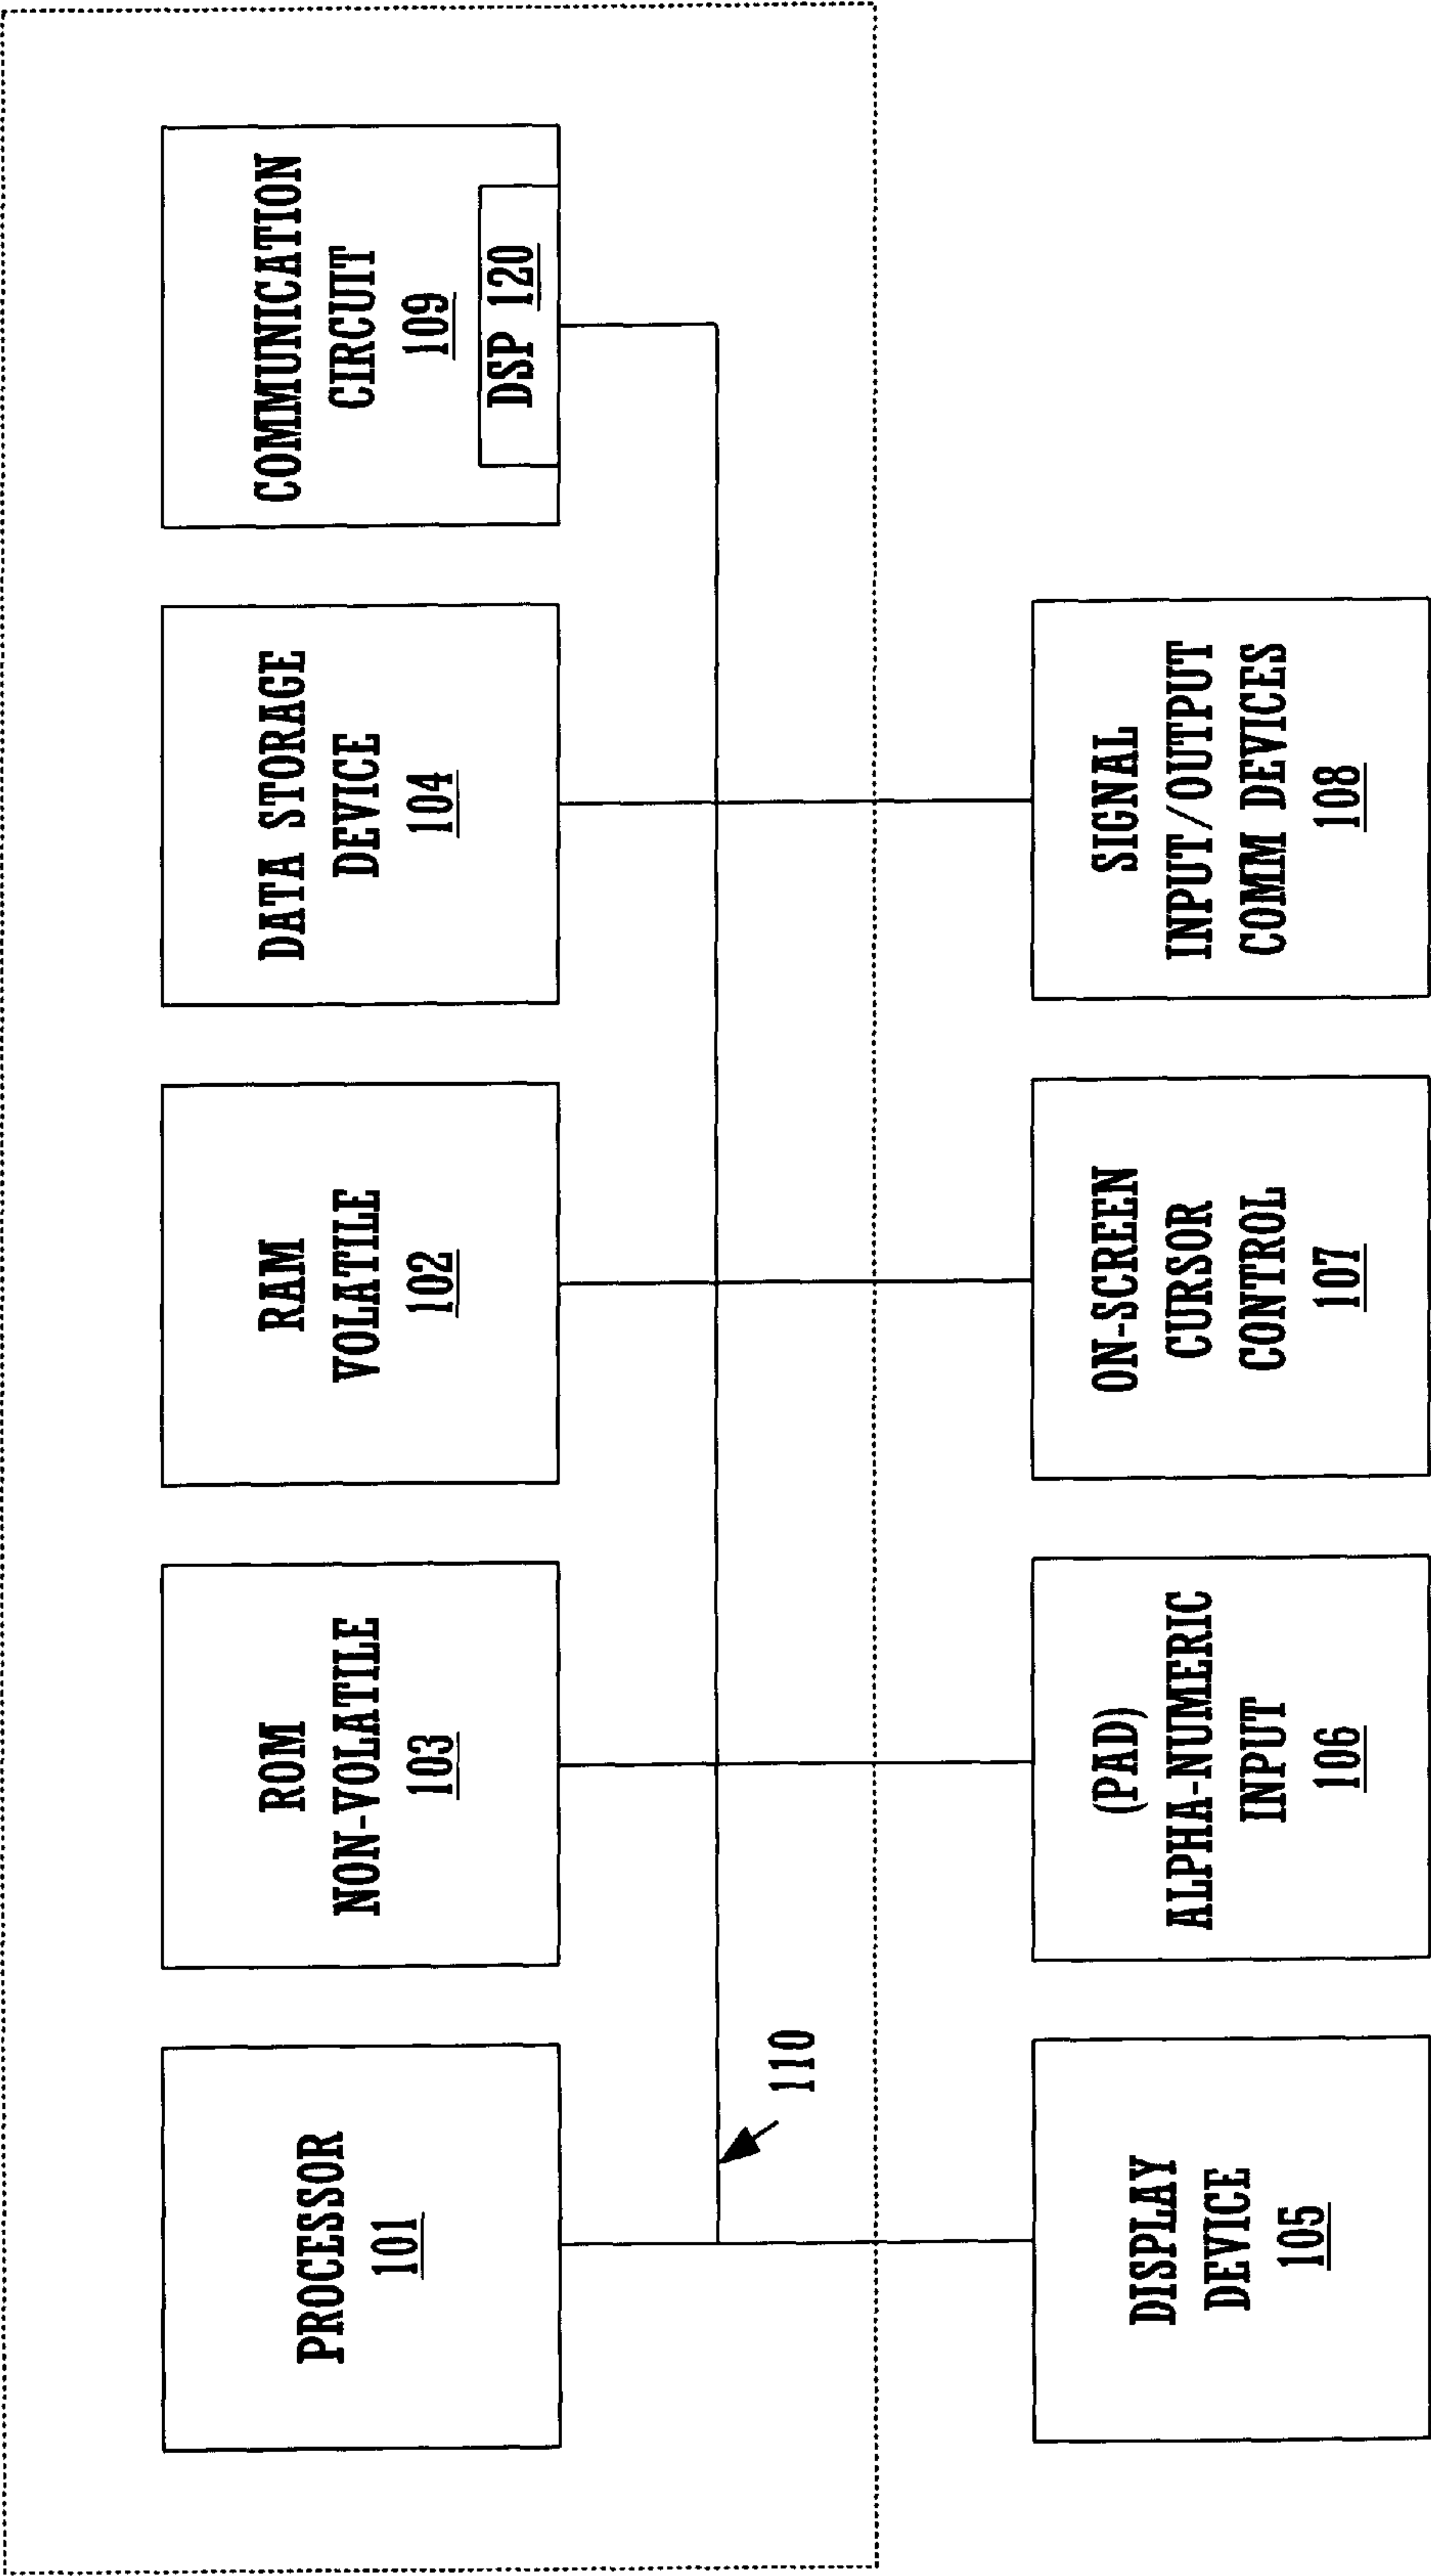 PROCESSOR
101
ROM
NON-VOLATILE
103
RAM
VOLATILE
102
DATA STORAGE
DEVICE
104
COMMUNICATION
CIRCUIT
109
DSP 120
110
DISPLAY
DEVICE
105
(PAD)
ALPHA-NUMERIC
INPUT
106
ON-SCREEN
CURSOR
CONTROL
107
SIGNAL
INPUT/OUTPUT
COMM DEVICES
108